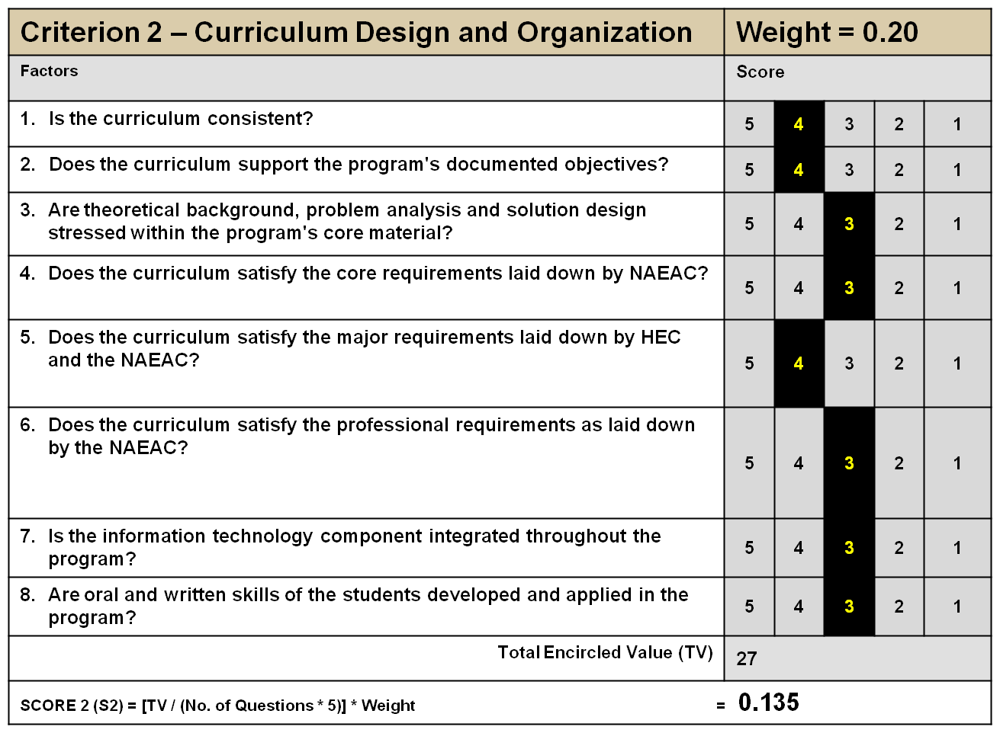 Criterion 2 – Curriculum Design and Organization Weight = 0.20
Factors Score
1. Is the curriculum consistent? 5 4 3 2 1
2. Does the curriculum support the program's documented objectives? 5 4 3 2 1
3. Are theoretical background, problem analysis and solution design
stressed within the program's core material? 5 4 3 2 1
4. Does the curriculum satisfy the core requirements laid down by NAEAC? 5 4 3 2 1
5. Does the curriculum satisfy the major requirements laid down by HEC
and the NAEAC? 5 4 3 2 1
6. Does the curriculum satisfy the professional requirements as laid down
by the NAEAC? 5 4 3 2 1
7. Is the information technology component integrated throughout the
program? 5 4 3 2 1
8. Are oral and written skills of the students developed and applied in the
program? 5 4 3 2 1
Total Encircled Value (TV) 27
SCORE 2 (S2) = [TV / (No. of Questions * 5)] * Weight = 0.135